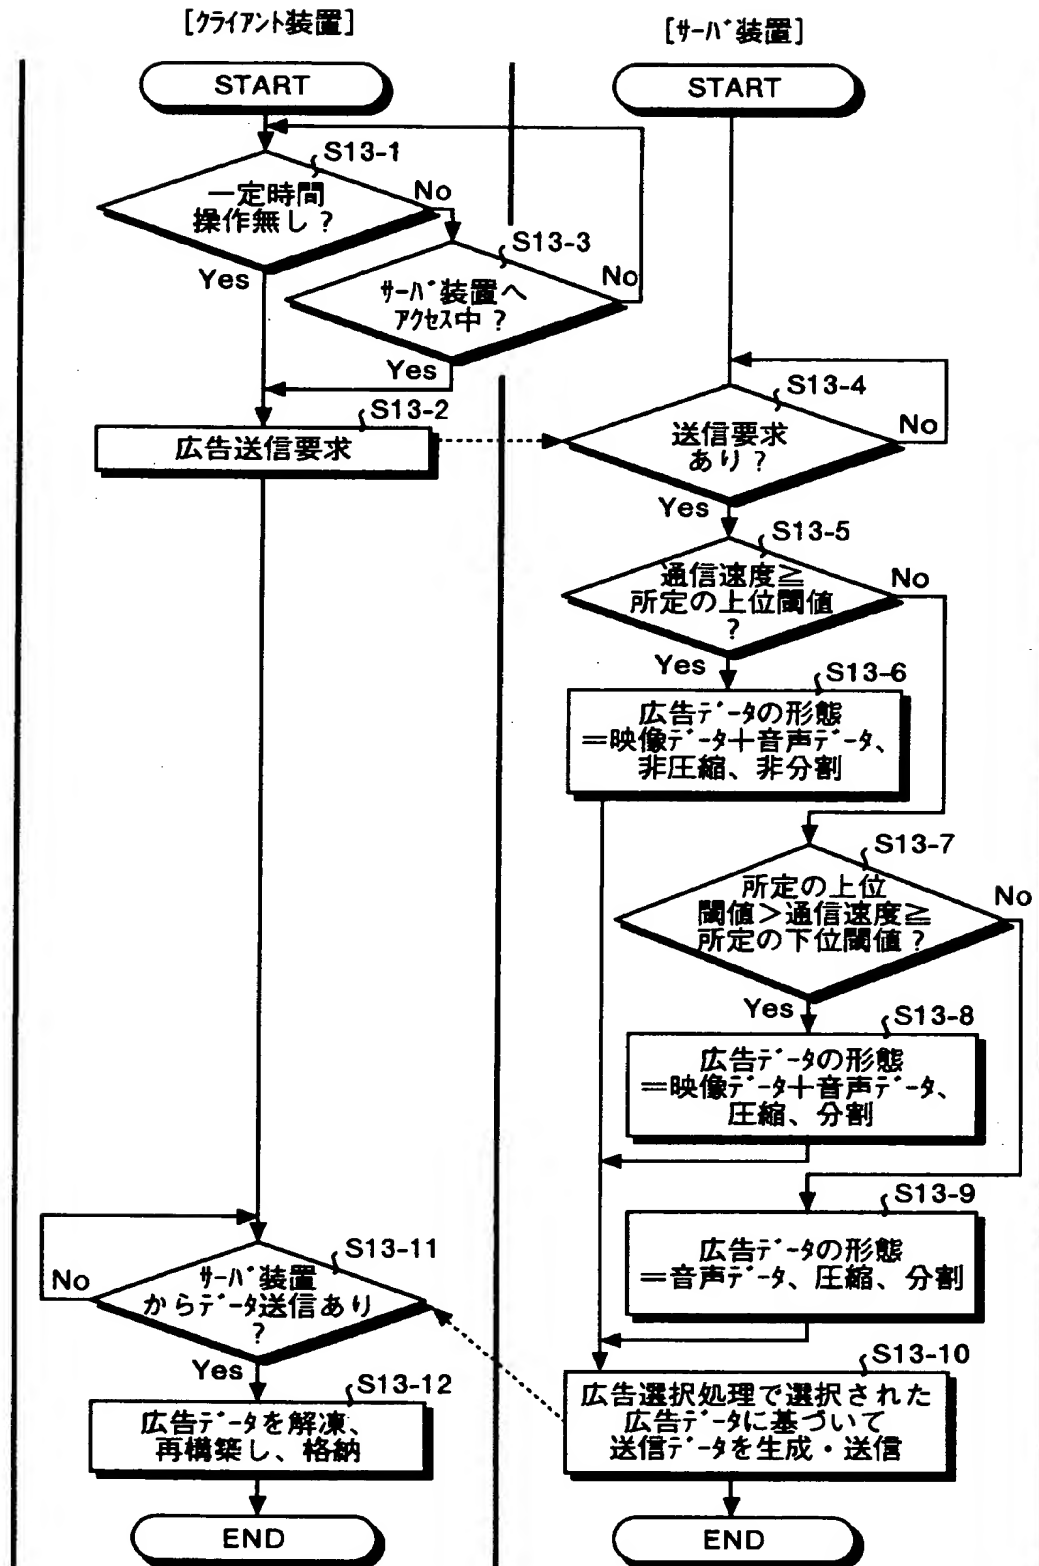 [クライアント装置]
START
S13-1
一定時間
操作無し?
No
Yes
S13-3
サーバ装置へ
アクセス中?
No
Yes
S13-2
広告送信要求
S13-11
サーバ装置
からデータ送信あり
?
No
Yes
S13-12
広告データを解凍、
再構築し、格納
END
[サーバ装置]
START
S13-4
送信要求
あり?
No
Yes
S13-5
通信速度≧
所定の上位閾値
?
No
Yes
S13-6
広告データの形態
=映像データ+音声データ、
非圧縮、非分割
S13-7
所定の上位
閾値>通信速度≧
所定の下位閾値?
No
Yes
S13-8
広告データの形態
=映像データ+音声データ、
圧縮、分割
S13-9
広告データの形態
=音声データ、圧縮、分割
S13-10
広告選択処理で選択された
広告データに基づいて
送信データを生成・送信
END